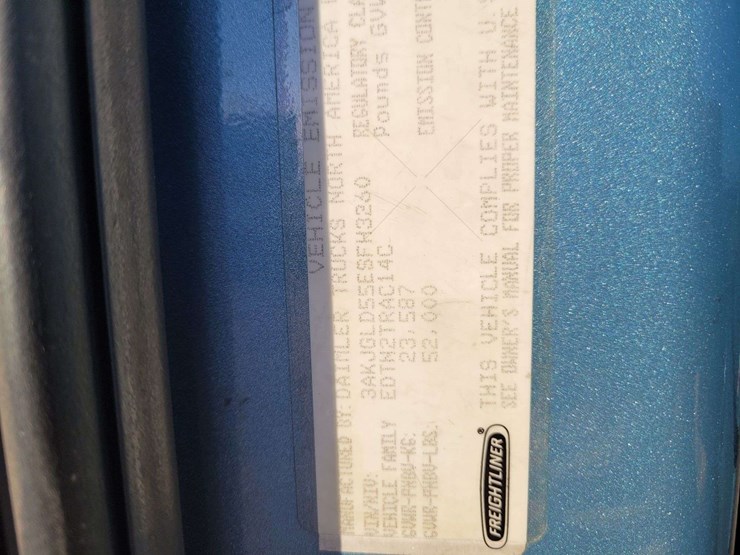 VEHICLE EMISSION
MANUFACTURED BY: DAIMLER TRUCKS NORTH AMERICA
VIN/NIV: 3AKJGLD55ESFM3260 REGULATORY CLA
VEHICLE FAMILY EDTN2TRAC14C Pounds GVW
GVWR-PNBV-KG: 23,587
GVWR-PNBV-LBS: 52,000 EMISSION CONT
FREIGHTLINER®
THIS VEHICLE COMPLIES WITH U.S
SEE OWNER'S MANUAL FOR PROPER MAINTENANCE